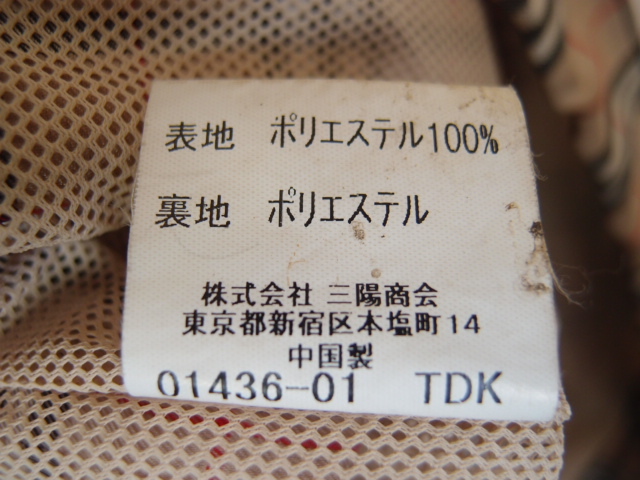 表地 ポリエステル100%
裏地 ポリエステル
株式会社 三陽商会
東京都新宿区本塩町14
中国製
01436-01 TDK